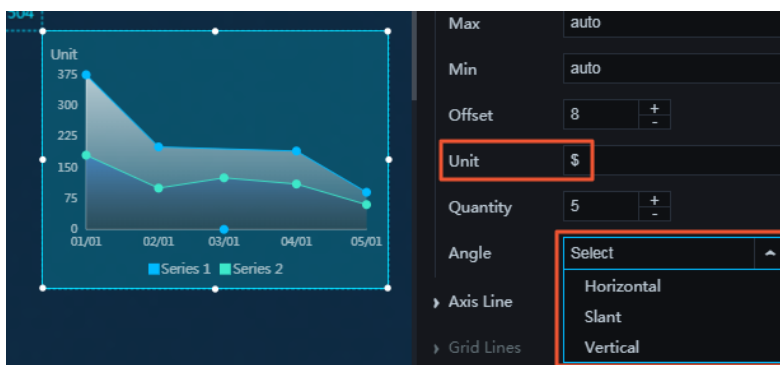 504
Unit
375
300
225
150
75
0
01/01 02/01 03/01 04/01 05/01
Series 1 Series 2
Max auto
Min auto
Offset 8 + -
Unit $
Quantity 5 + -
Angle Select
Horizontal
Axis Line
Slant
Grid Lines
Vertical